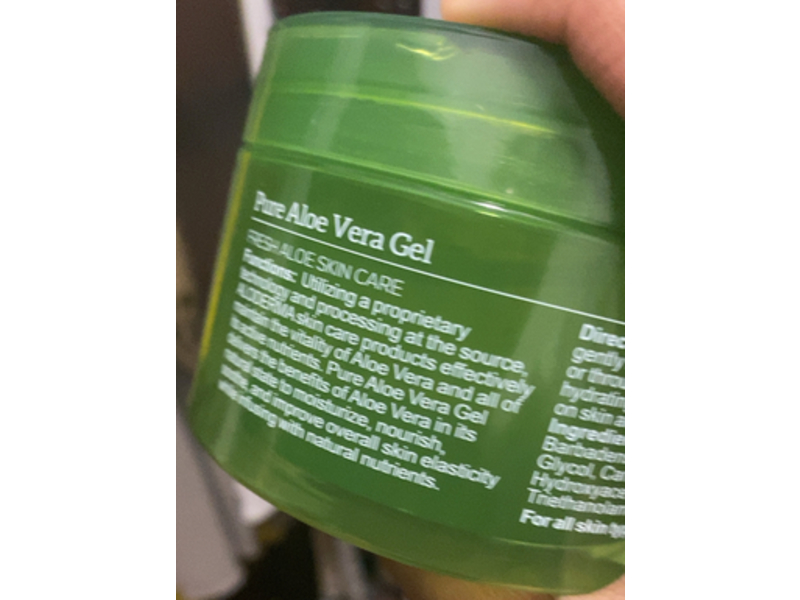 Pure Aloe Vera Gel
FRESH ALOE SKIN CARE
Functions: Utilizing a proprietary
technology and processing at the source,
ALODERMA skin care products effectively
maintain the vitality of Aloe Vera and all of
its active nutrients. Pure Aloe Vera Gel
delivers the benefits of Aloe Vera in its
natural state to moisturize, nourish,
and improve overall skin elasticity
while infusing with natural nutrients.
Direc
gently
or throu
hydratin
on skin a
Ingredie
Barbaden
Glycol, Ca
Hydroxyace
Triethanolam
For all skin typ